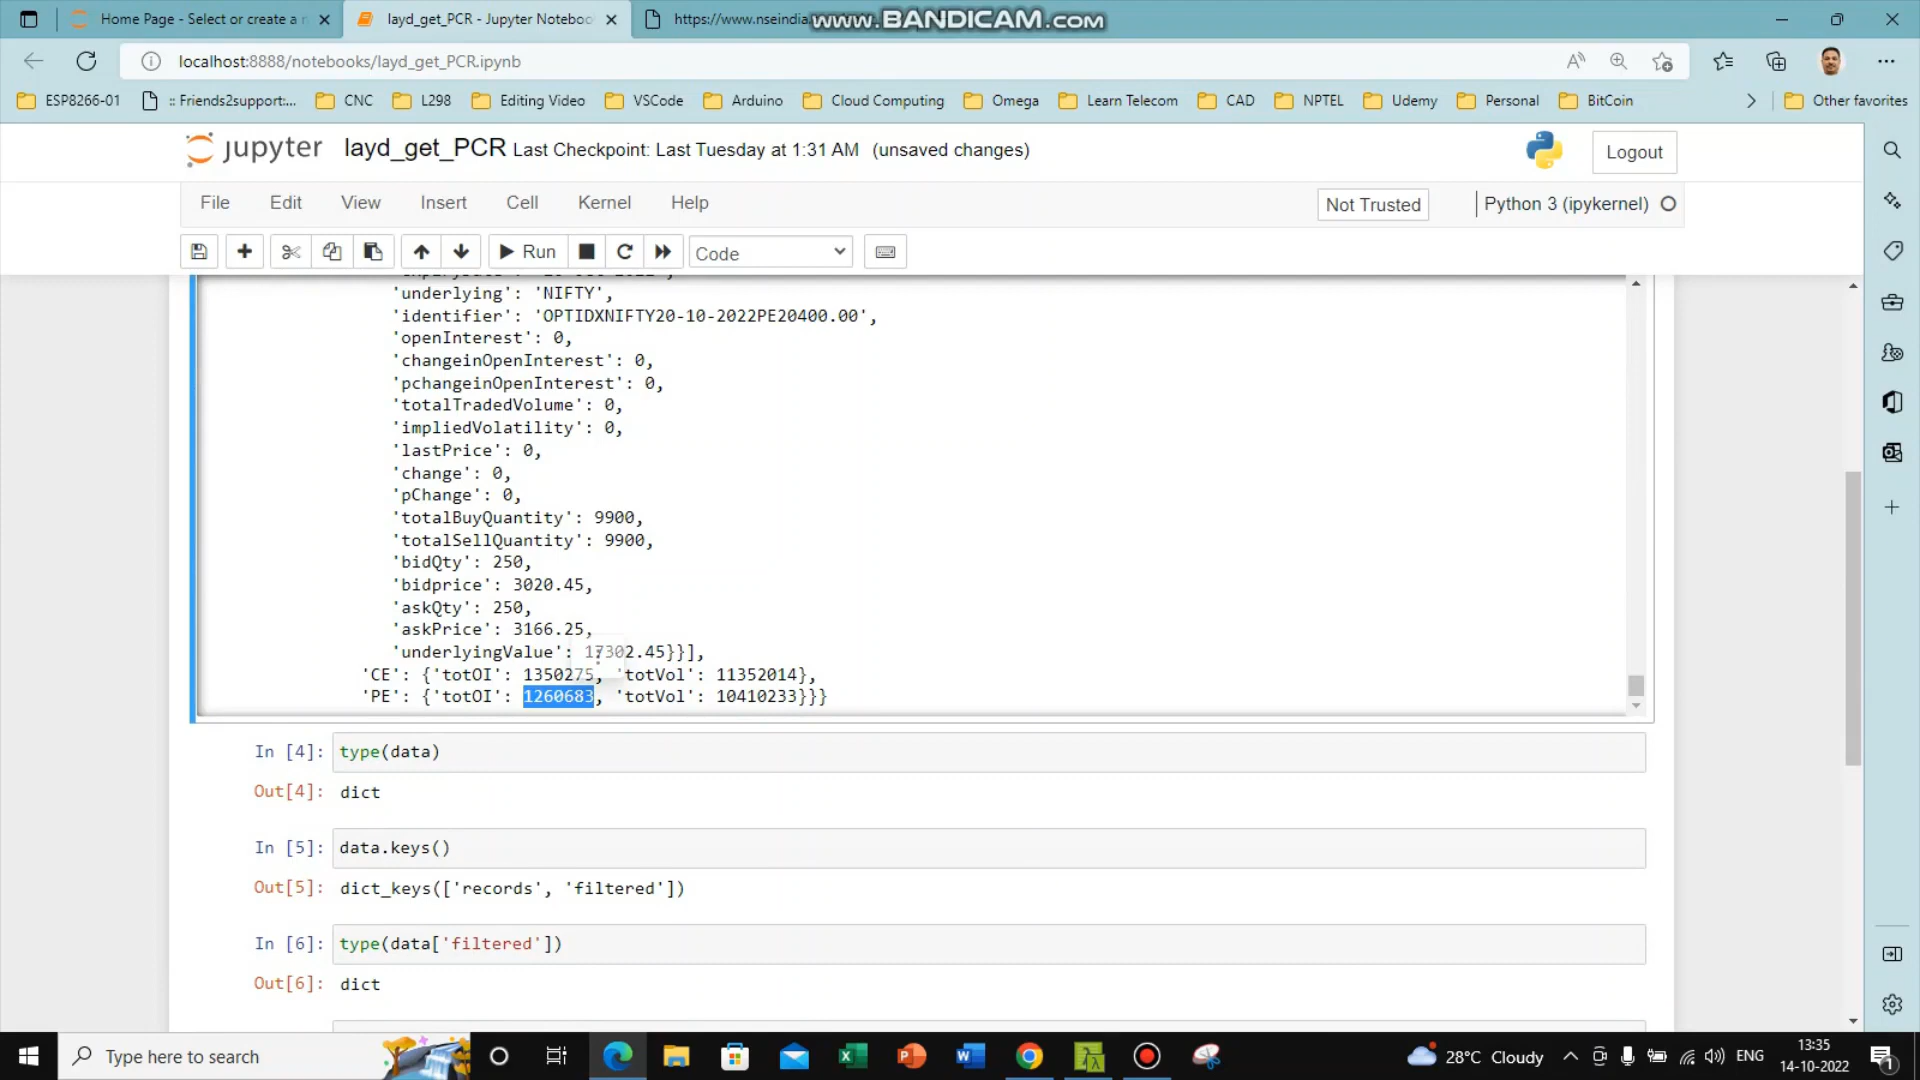 Home Page - Select or create a n
layd_get_PCR - Jupyter Noteboo
https://www.nseindia
www.BANDICAM.com
localhost:8888/notebooks/layd_get_PCR.ipynb
ESP8266-01
:: Friends2support:...
CNC
L298
Editing Video
VSCode
Arduino
Cloud Computing
Omega
Learn Telecom
CAD
NPTEL
Udemy
Personal
BitCoin
Other favorites
jupyter layd_get_PCR Last Checkpoint: Last Tuesday at 1:31 AM (unsaved changes)
Logout
File Edit View Insert Cell Kernel Help
Not Trusted
Python 3 (ipykernel)
Run
Code
'underlying': 'NIFTY',
'identifier': 'OPTIDXNIFTY20-10-2022PE20400.00',
'openInterest': 0,
'changeinOpenInterest': 0,
'pchangeinOpenInterest': 0,
'totalTradedVolume': 0,
'impliedVolatility': 0,
'lastPrice': 0,
'change': 0,
'pChange': 0,
'totalBuyQuantity': 9900,
'totalSellQuantity': 9900,
'bidQty': 250,
'bidprice': 3020.45,
'askQty': 250,
'askPrice': 3166.25,
'underlyingValue': 17302.45}}],
'CE': {'totOI': 1350275, 'totVol': 11352014},
'PE': {'totOI': 1260683, 'totVol': 10410233}}}
In [4]: type(data)
Out[4]: dict
In [5]: data.keys()
Out[5]: dict_keys(['records', 'filtered'])
In [6]: type(data['filtered'])
Out[6]: dict
Type here to search
28°C Cloudy
ENG
13:35
14-10-2022
1